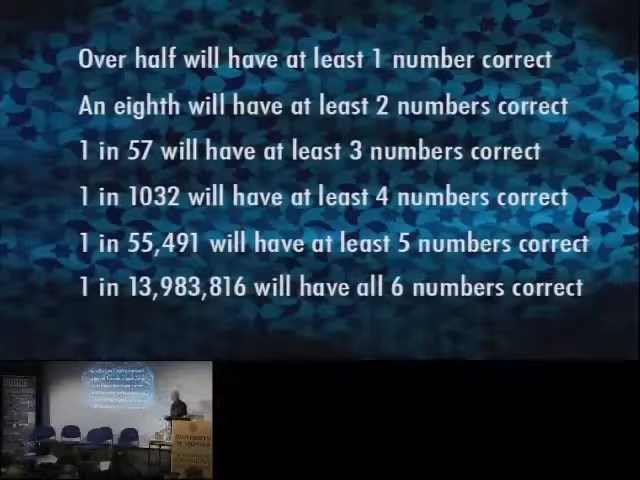 Over half will have at least 1 number correct
An eighth will have at least 2 numbers correct
1 in 57 will have at least 3 numbers correct
1 in 1032 will have at least 4 numbers correct
1 in 55,491 will have at least 5 numbers correct
1 in 13,983,816 will have all 6 numbers correct